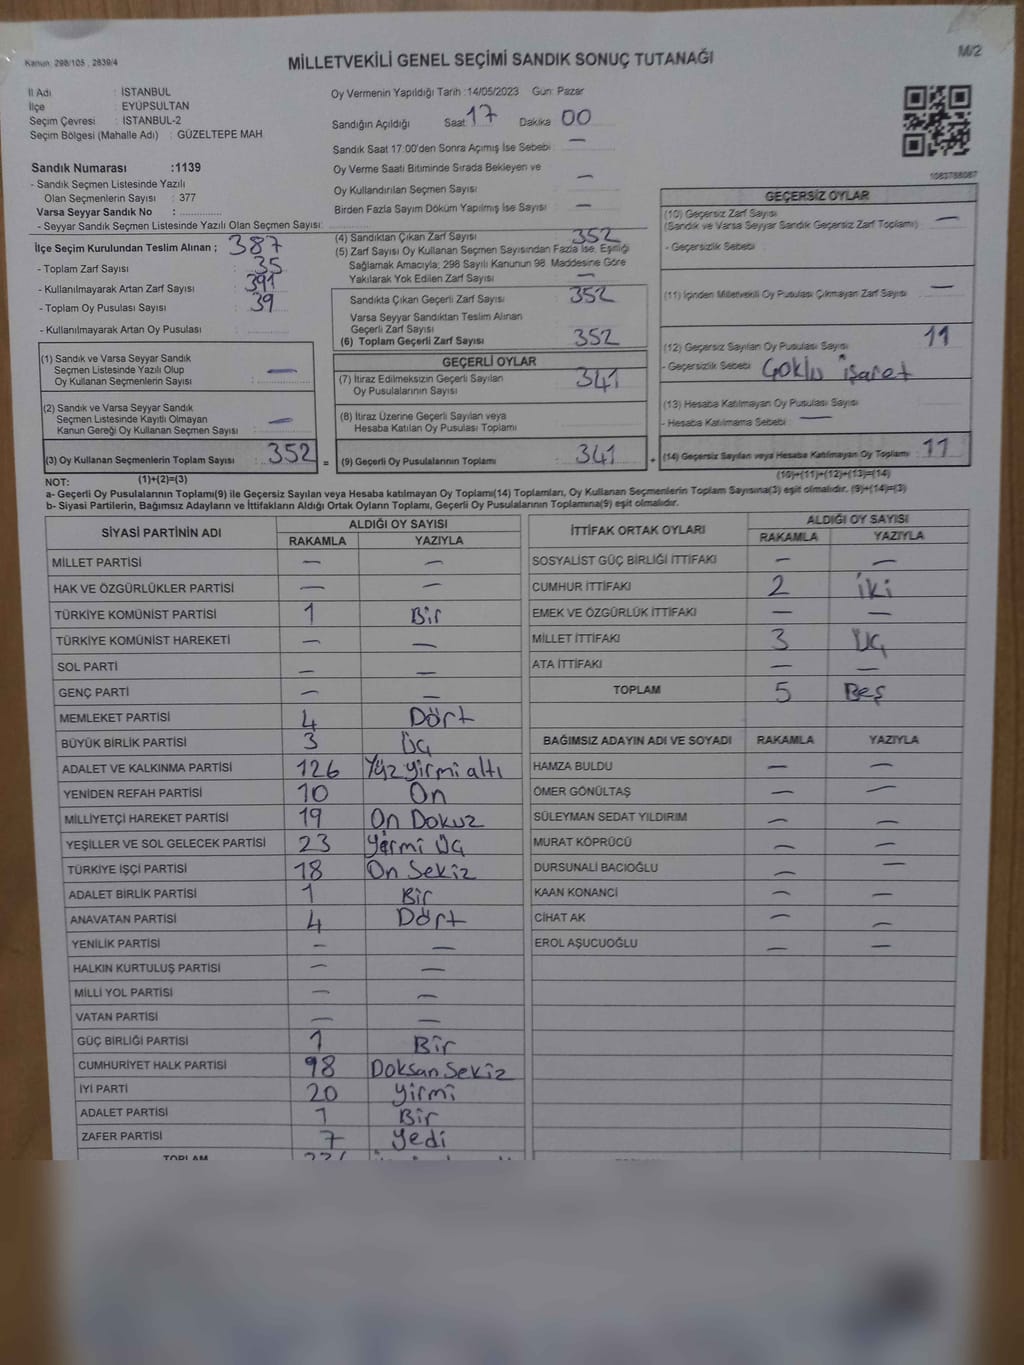 Kanun: 298/105 , 2839/4
MİLLETVEKİLİ GENEL SEÇİMİ SANDIK SONUÇ TUTANAĞI
M/2
İl Adı : İSTANBUL
İlçe : EYÜPSULTAN
Seçim Çevresi : İSTANBUL-2
Seçim Bölgesi (Mahalle Adı) : GÜZELTEPE MAH
Oy Vermenin Yapıldığı Tarih :14/05/2023 Gün: Pazar
Sandığın Açıldığı Saat 17 Dakika 00
Sandık Saat 17:00'den Sonra Açımış İse Sebebi : —
Oy Verme Saati Bitiminde Sırada Bekleyen ve
Oy Kullandırılan Seçmen Sayısı : —
Birden Fazla Sayım Döküm Yapılmış İse Sayısı : —
1083788087
Sandık Numarası :1139
- Sandık Seçmen Listesinde Yazılı
Olan Seçmenlerin Sayısı : 377
Varsa Seyyar Sandık No :
- Seyyar Sandık Seçmen Listesinde Yazılı Olan Seçmen Sayısı:
İlçe Seçim Kurulundan Teslim Alınan ; 387
- Toplam Zarf Sayısı : 35
- Kullanılmayarak Artan Zarf Sayısı : 391
- Toplam Oy Pusulası Sayısı : 39
- Kullanılmayarak Artan Oy Pusulası :
(1) Sandık ve Varsa Seyyar Sandık
Seçmen Listesinde Yazılı Olup
Oy Kullanan Seçmenlerin Sayısı : —
(2) Sandık ve Varsa Seyyar Sandık
Seçmen Listesinde Kayıtlı Olmayan
Kanun Gereği Oy Kullanan Seçmen Sayısı : —
(3) Oy Kullanan Seçmenlerin Toplam Sayısı : 352 =
(4) Sandıktan Çıkan Zarf Sayısı : 352
(5) Zarf Sayısı Oy Kullanan Seçmen Sayısından Fazla İse, Eşitliği
Sağlamak Amacıyla; 298 Sayılı Kanunun 98. Maddesine Göre
Yakılarak Yok Edilen Zarf Sayısı : —
Sandıkta Çıkan Geçerli Zarf Sayısı : 352
Varsa Seyyar Sandıktan Teslim Alınan
Geçerli Zarf Sayısı
(6) Toplam Geçerli Zarf Sayısı : 352
GEÇERLİ OYLAR
(7) İtiraz Edilmeksizin Geçerli Sayılan
Oy Pusulalarının Sayısı : 341
(8) İtiraz Üzerine Geçerli Sayılan veya
Hesaba Katılan Oy Pusulası Toplamı :
(9) Geçerli Oy Pusulalarının Toplamı : 341 +
GEÇERSİZ OYLAR
(10) Geçersiz Zarf Sayısı : —
(Sandık ve Varsa Seyyar Sandık Geçersiz Zarf Toplamı)
- Geçersizlik Sebebi :
(11) İçinden Milletvekili Oy Pusulası Çıkmayan Zarf Sayısı : —
(12) Geçersiz Sayılan Oy Pusulası Sayısı : 11
- Geçersizlik Sebebi : Çoklu işaret
(13) Hesaba Katılmayan Oy Pusulası Sayısı
- Hesaba Katılmama Sebebi : —
(14) Geçersiz Sayılan veya Hesaba Katılmayan Oy Toplamı : 11
NOT: (1)+(2)=(3) (10)+(11)+(12)+(13)=(14)
a- Geçerli Oy Pusulalarının Toplamı(9) ile Geçersiz Sayılan veya Hesaba katılmayan Oy Toplamı(14) Toplamları, Oy Kullanan Seçmenlerin Toplam Sayısına(3) eşit olmalıdır. (9)+(14)=(3)
b- Siyasi Partilerin, Bağımsız Adayların ve İttifakların Aldığı Ortak Oyların Toplamı, Geçerli Oy Pusulalarının Toplamına(9) eşit olmalıdır.
SİYASİ PARTİNİN ADI ALDIĞI OY SAYISI
RAKAMLA YAZIYLA
MİLLET PARTİSİ — —
HAK VE ÖZGÜRLÜKLER PARTİSİ — —
TÜRKİYE KOMÜNİST PARTİSİ 1 Bir
TÜRKİYE KOMÜNİST HAREKETİ — —
SOL PARTİ — —
GENÇ PARTİ — —
MEMLEKET PARTİSİ 4 Dört
BÜYÜK BİRLİK PARTİSİ 3 Üç
ADALET VE KALKINMA PARTİSİ 126 Yüz yirmi altı
YENİDEN REFAH PARTİSİ 10 On
MİLLİYETÇİ HAREKET PARTİSİ 19 On Dokuz
YEŞİLLER VE SOL GELECEK PARTİSİ 23 Yirmi Üç
TÜRKİYE İŞÇİ PARTİSİ 18 On Sekiz
ADALET BİRLİK PARTİSİ 1 Bir
ANAVATAN PARTİSİ 4 Dört
YENİLİK PARTİSİ — —
HALKIN KURTULUŞ PARTİSİ — —
MİLLİ YOL PARTİSİ — —
VATAN PARTİSİ — —
GÜÇ BİRLİĞİ PARTİSİ 1 Bir
CUMHURİYET HALK PARTİSİ 98 Doksan Sekiz
İYİ PARTİ 20 Yirmi
ADALET PARTİSİ 1 Bir
ZAFER PARTİSİ 7 Yedi
TOPLAM
İTTİFAK ORTAK OYLARI ALDIĞI OY SAYISI
RAKAMLA YAZIYLA
SOSYALİST GÜÇ BİRLİĞİ İTTİFAKI — —
CUMHUR İTTİFAKI 2 İki
EMEK VE ÖZGÜRLÜK İTTİFAKI — —
MİLLET İTTİFAKI 3 Üç
ATA İTTİFAKI — —
TOPLAM 5 Beş
BAĞIMSIZ ADAYIN ADI VE SOYADI RAKAMLA YAZIYLA
HAMZA BULDU — —
ÖMER GÖNÜLTAŞ — —
SÜLEYMAN SEDAT YILDIRIM — —
MURAT KÖPRÜCÜ — —
DURSUNALİ BACIOĞLU — —
KAAN KONANCİ — —
CİHAT AK — —
EROL AŞUCUOĞLU — —